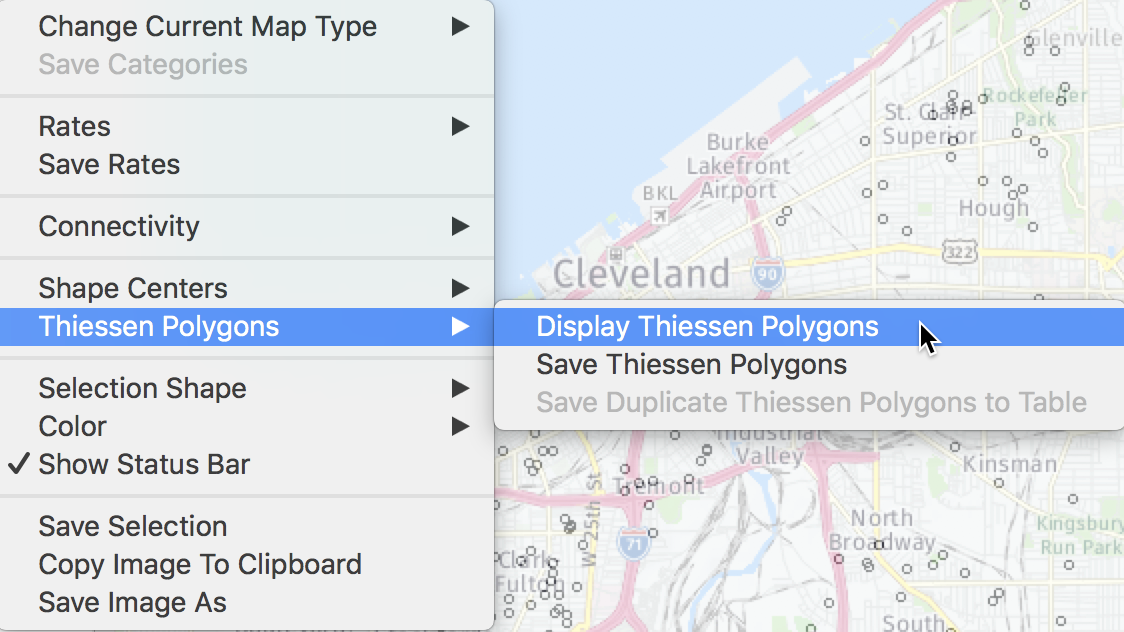 Change Current Map Type
Save Categories
Rates
Save Rates
Connectivity
Shape Centers
Thiessen Polygons
Selection Shape
Color
Show Status Bar
Save Selection
Copy Image To Clipboard
Save Image As
Display Thiessen Polygons
Save Thiessen Polygons
Save Duplicate Thiessen Polygons to Table
Glenville
Rockefeller
Park
St. Clair
Superior
Burke
Lakefront
Airport
BKL
Hough
322
Cleveland
90
Industrial
Valley
Kinsman
Tremont
W 25th St
North
Broadway
Kingsbury
Run Park
71
Clark
Fulton
South